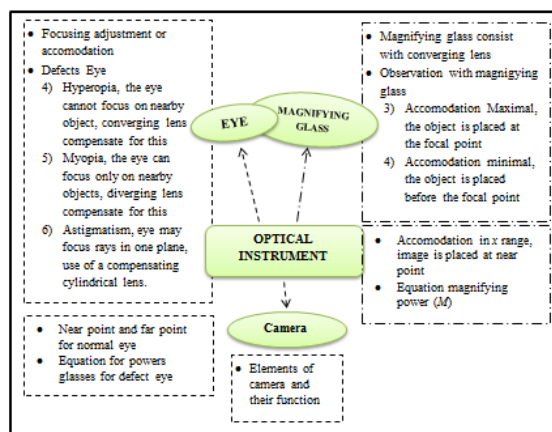 • Focusing adjustment or
accomodation
• Defects Eye
4) Hyperopia, the eye
cannot focus on nearby
object, converging lens
compensate for this
5) Myopia, the eye can
focus only on nearby
objects, diverging lens
compensate for this
6) Astigmatism, eye may
focus rays in one plane,
use of a compensating
cylindrical lens.
EYE
MAGNIFYING
GLASS
• Magnifying glass consist
with converging lens
• Observation with magnigying
glass
3) Accomodation Maximal,
the object is placed at
the focal point
4) Accomodation minimal,
the object is placed
before the focal point
OPTICAL
INSTRUMENT
• Accomodation in x range,
image is placed at near
point
• Equation magnifying
power (M)
• Near point and far point
for normal eye
• Equation for powers
glasses for defect eye
Camera
• Elements of
camera and
their function